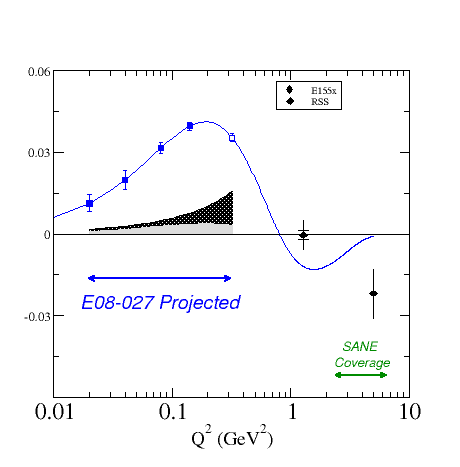 0.06
E155x
RSS
0.03
0
E08-027 Projected
-0.03
SANE
Coverage
0.01 0.1 1 10
Q² (GeV²)